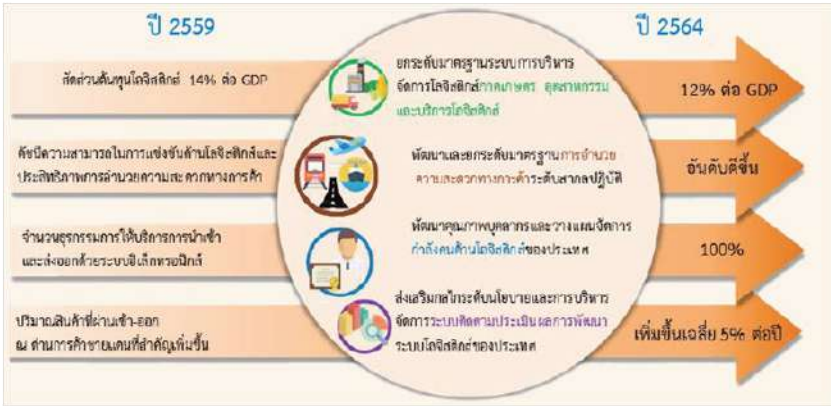 ปี 2559
ปี 2564
สัดส่วนต้นทุนโลจิสติกส์ 14% ต่อ GDP
ดัชนีความสามารถในการแข่งขันด้านโลจิสติกส์และ
ประสิทธิภาพการอำนวยความสะดวกทางการค้า
จำนวนธุรกรรมการให้บริการการนำเข้า
และส่งออกด้วยระบบอิเล็กทรอนิกส์
ปริมาณสินค้าที่ผ่านเข้า-ออก
ณ ด่านการค้าชายแดนที่สำคัญเพิ่มขึ้น
ยกระดับมาตรฐานระบบการบริหาร
จัดการโลจิสติกส์ภาคเกษตร อุตสาหกรรม
และบริการโลจิสติกส์
พัฒนาและยกระดับมาตรฐานการอำนวย
ความสะดวกทางการค้าระดับสากลปฏิบัติ
พัฒนาคุณภาพบุคลากรและวางแผนจัดการ
กำลังคนด้านโลจิสติกส์ของประเทศ
ส่งเสริมกลไกระดับนโยบายและการบริหาร
จัดการระบบติดตามประเมินผลการพัฒนา
ระบบโลจิสติกส์ของประเทศ
12% ต่อ GDP
อันดับดีขึ้น
100%
เพิ่มขึ้นเฉลี่ย 5% ต่อปี